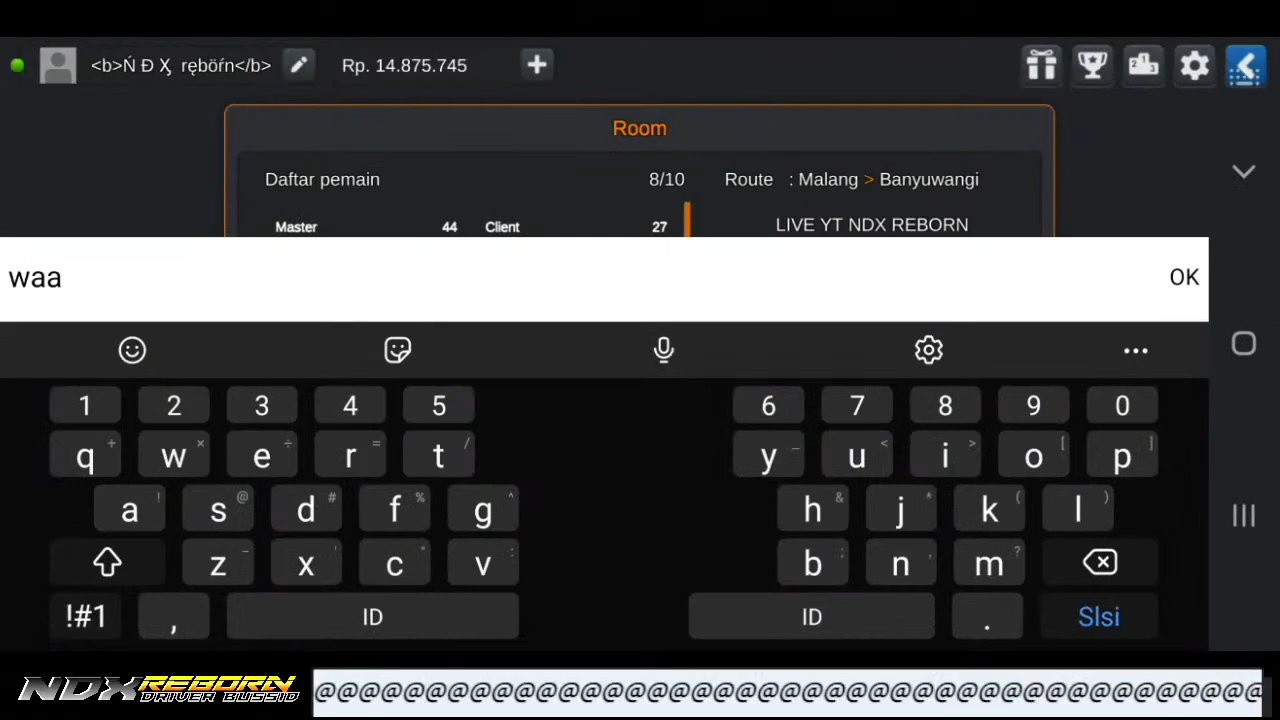 <b>Ń Đ Ҳ ręböŕn</b> Rp. 14.875.745
Room
Daftar pemain 8/10 Route : Malang > Banyuwangi
Master 44 Client 27 LIVE YT NDX REBORN
waa OK
1 2 3 4 5 6 7 8 9 0
q + w × e ÷ r = t / y _ u < i > o [ p ]
a ! s @ d # f % g ^ h & j * k ( l )
z - x ' c " v : b ; n , m ?
!#1 , ID ID . Slsi
NDX REBORN
DRIVER BUSSID
@@@@@@@@@@@@@@@@@@@@@@@@@@@@@@@@@@@@@@@@@@@@@@@@@@@@